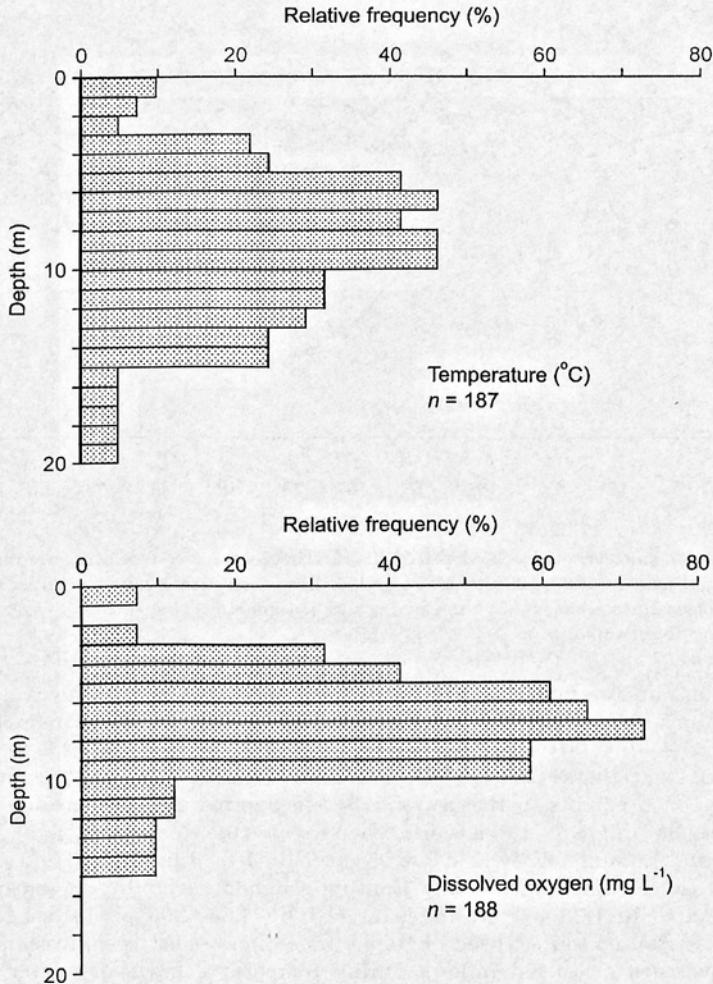 Relative frequency (%)
0 20 40 60 80
0
10
20
Depth (m)
Temperature (°C)
n = 187
Relative frequency (%)
0 20 40 60 80
0
10
20
Depth (m)
Dissolved oxygen (mg L⁻¹)
n = 188